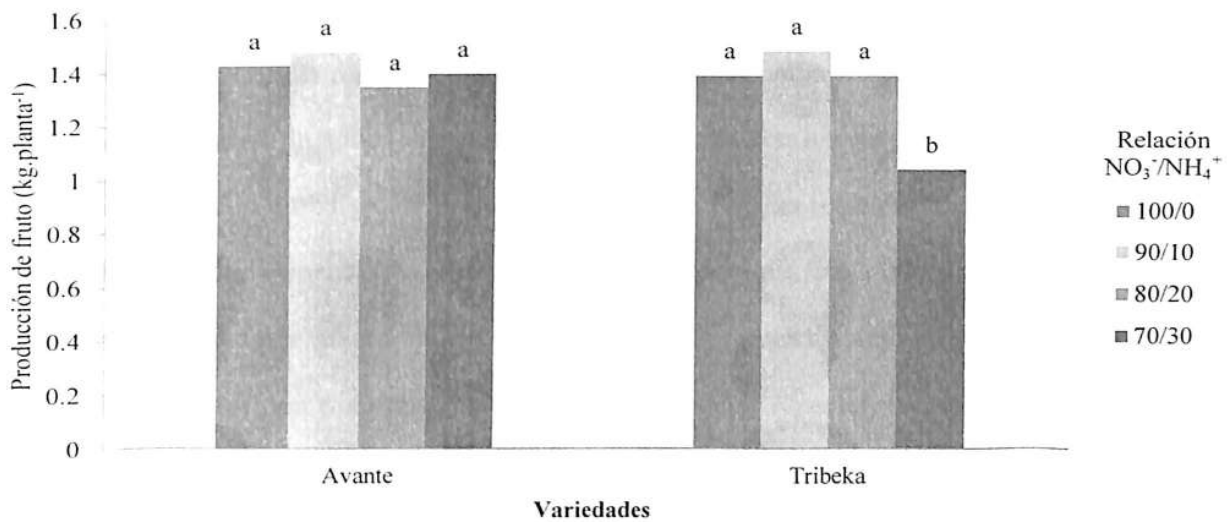 1.6
1.4
1.2
1
0.8
0.6
0.4
0.2
0
Producción de fruto (kg.planta⁻¹)
a a a a
a a a b
Avante Tribeka
Variedades
Relación
NO₃⁻/NH₄⁺
100/0
90/10
80/20
70/30